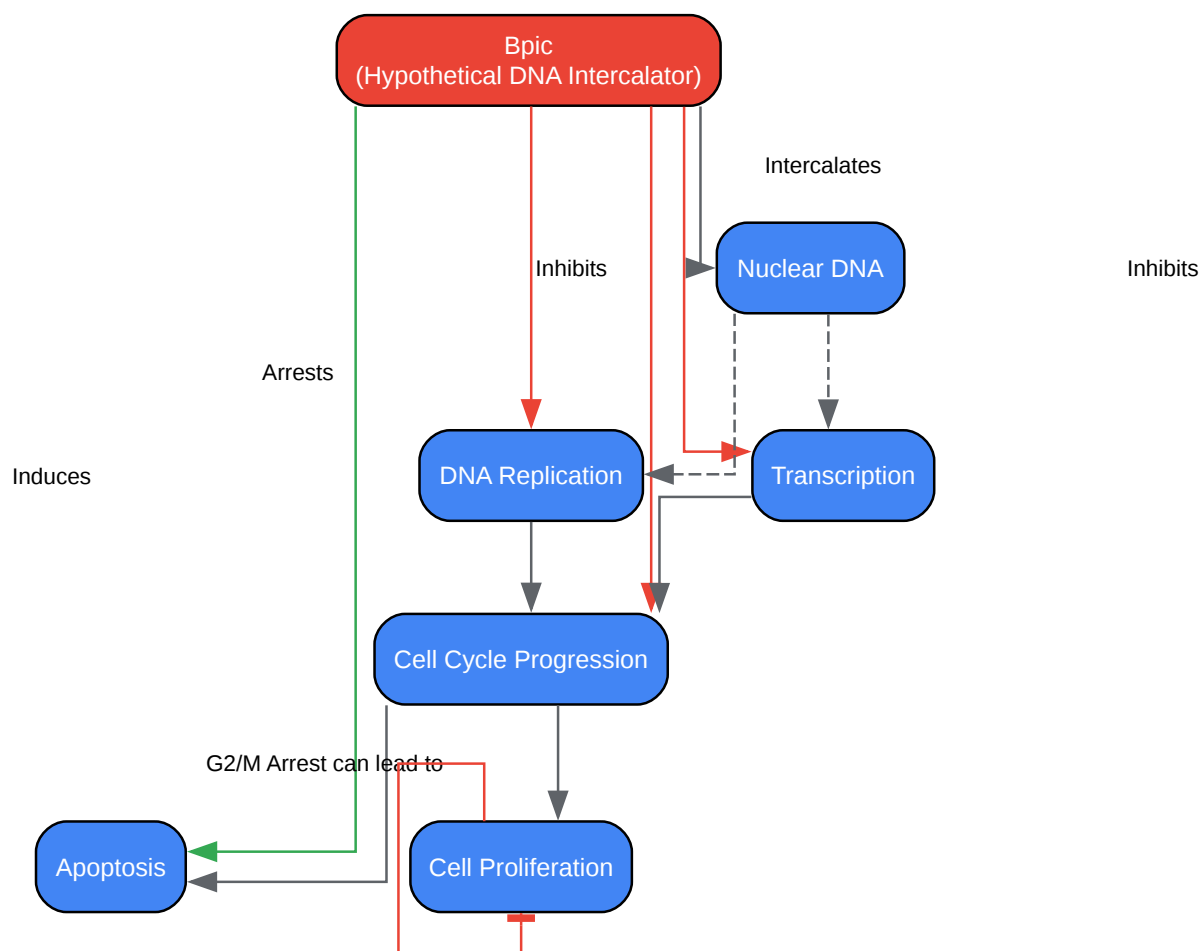 Bpic
(Hypothetical DNA Intercalator)
Intercalates
Inhibits
Nuclear DNA
Inhibits
Arrests
Induces
DNA Replication
Transcription
Cell Cycle Progression
G2/M Arrest can lead to
Apoptosis
Cell Proliferation